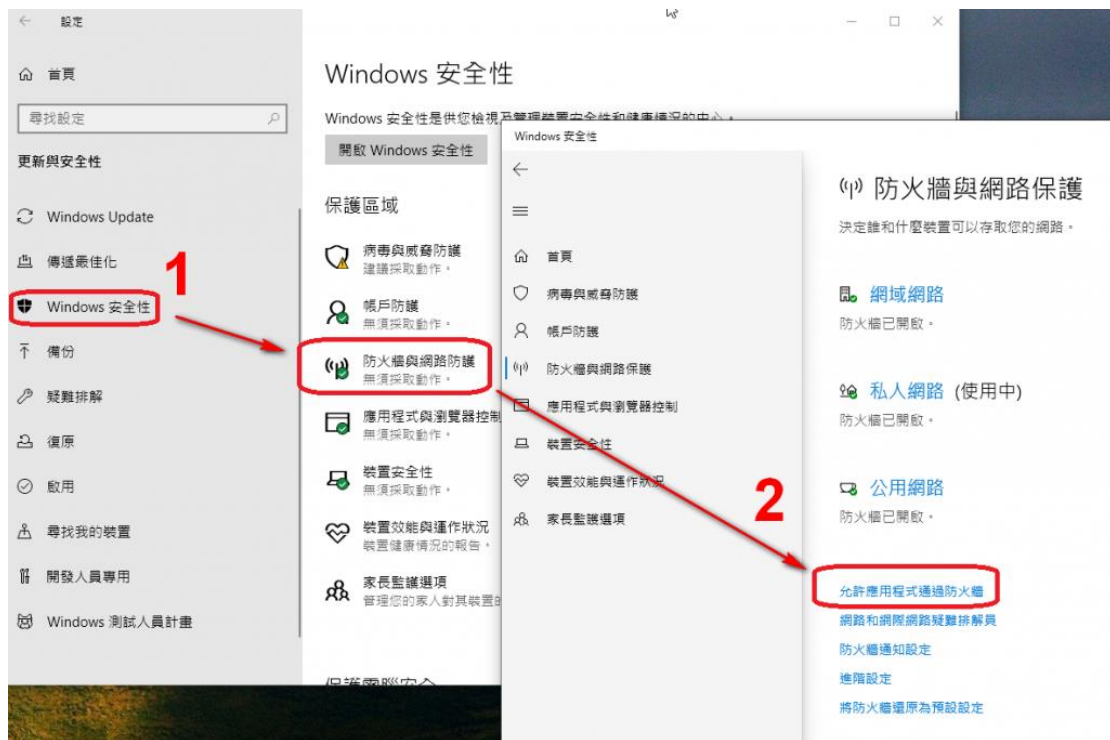 設定
首頁
尋找設定
更新與安全性
Windows Update
傳遞最佳化
1
Windows 安全性
備份
疑難排解
復原
啟用
尋找我的裝置
開發人員專用
Windows 測試人員計畫
Windows 安全性
Windows 安全性是供您檢視及管理裝置安全性和健康情況的中心。
開啟 Windows 安全性
保護區域
病毒與威脅防護
建議採取動作。
帳戶防護
無須採取動作。
防火牆與網路防護
無須採取動作。
應用程式與瀏覽器控制
無須採取動作。
裝置安全性
無須採取動作。
裝置效能與運作狀況
裝置健康情況的報告。
家長監護選項
管理您的家人對其裝置
Windows 安全性
首頁
病毒與威脅防護
帳戶防護
防火牆與網路保護
應用程式與瀏覽器控制
裝置安全性
裝置效能與運作狀況
家長監護選項
2
防火牆與網路保護
決定誰和什麼裝置可以存取您的網路。
網域網路
防火牆已開啟。
私人網路 (使用中)
防火牆已開啟。
公用網路
防火牆已開啟。
允許應用程式通過防火牆
網路和網際網路疑難排解員
防火牆通知設定
進階設定
將防火牆還原為預設設定